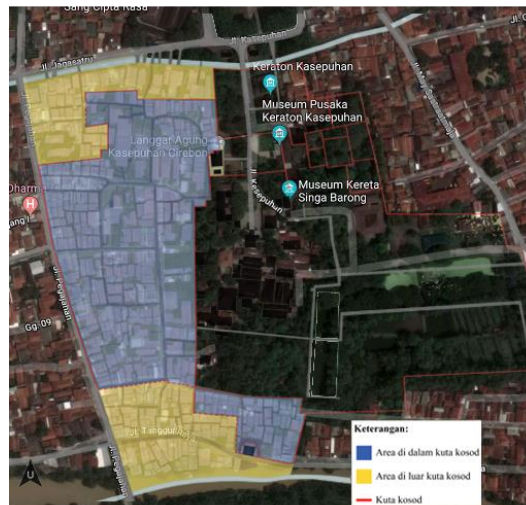 Sang Cipta Rasa
Jl. Kasepuhan
Jl. Jagasatru
Keraton Kasepuhan
Museum Pusaka
Keraton Kasepuhan
Langgar Agung
Kasepuhan Cirebon
Jl. Kasepuhan
Museum Kereta
Singa Barong
Dharm
H
Jl. Pegajahan
Gg. 09
Jl. Pegajahan
U
Keterangan:
Area di dalam kuta kosod
Area di luar kuta kosod
Kuta kosod